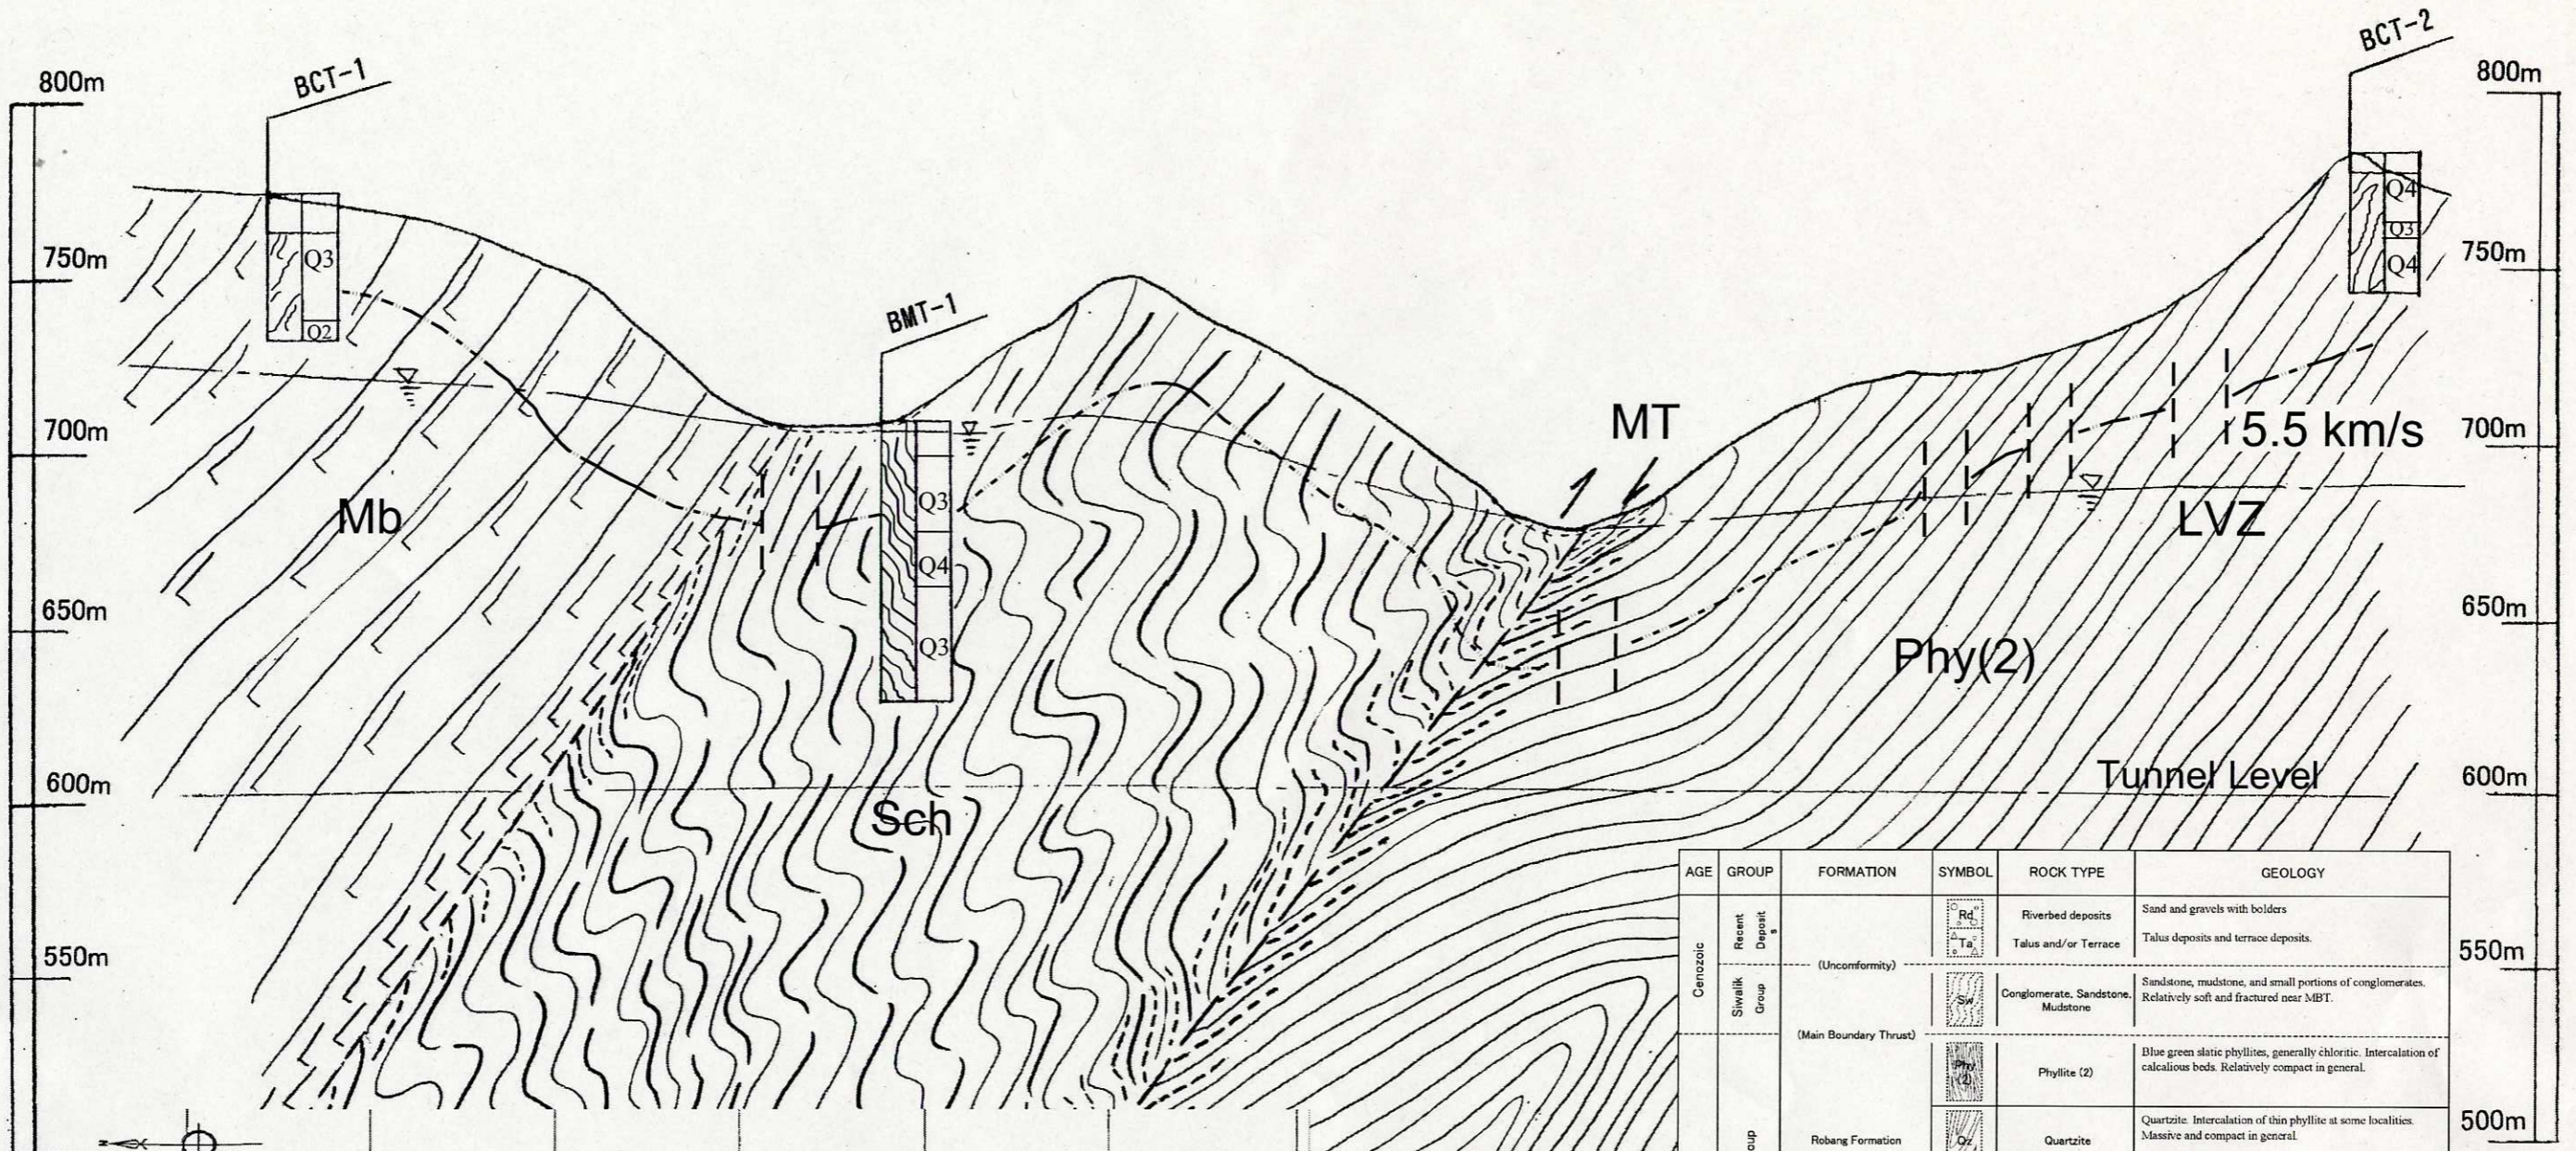 BCT-1
BCT-2
800m
800m
750m
750m
BMT-1
700m
700m
650m
650m
600m
600m
550m
550m
500m
Q3
Q2
Q3
Q4
Q3
Q4
Q3
Q4
MT
5.5 km/s
LVZ
Mb
Phy(2)
Tunnel Level
Sch
AGE GROUP FORMATION SYMBOL ROCK TYPE GEOLOGY
Cenozoic
Recent
Deposit
s
Rd
Riverbed deposits
Sand and gravels with bolders
Ta
Talus and/or Terrace
Talus deposits and terrace deposits.
(Uncomformity)
Siwalik
Group
Sw
Conglomerate, Sandstone,
Mudstone
Sandstone, mudstone, and small portions of conglomerates.
Relatively soft and fractured near MBT.
(Main Boundary Thrust)
Phy
(2)
Phyllite (2)
Blue green slatic phyllites, generally chloritic. Intercalation of
calcalious beds. Relatively compact in general.
oup
Robang Formation
Qz
Quartzite
Quartzite. Intercalation of thin phyllite at some localities.
Massive and compact in general.